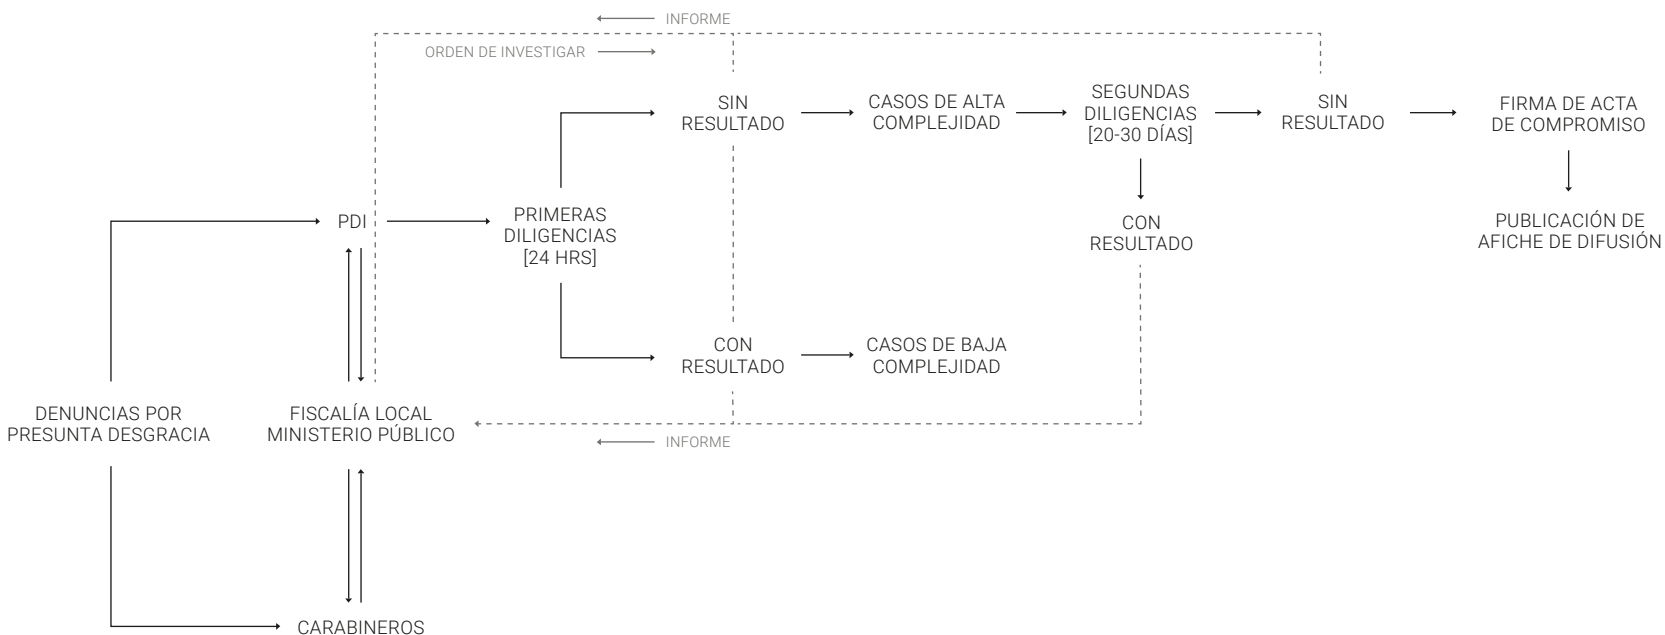 INFORME
ORDEN DE INVESTIGAR
SIN
RESULTADO
CASOS DE ALTA
COMPLEJIDAD
SEGUNDAS
DILIGENCIAS
[20-30 DÍAS]
SIN
RESULTADO
FIRMA DE ACTA
DE COMPROMISO
PDI
PRIMERAS
DILIGENCIAS
[24 HRS]
CON
RESULTADO
PUBLICACIÓN DE
AFICHE DE DIFUSIÓN
CON
RESULTADO
CASOS DE BAJA
COMPLEJIDAD
DENUNCIAS POR
PRESUNTA DESGRACIA
FISCALÍA LOCAL
MINISTERIO PÚBLICO
INFORME
CARABINEROS